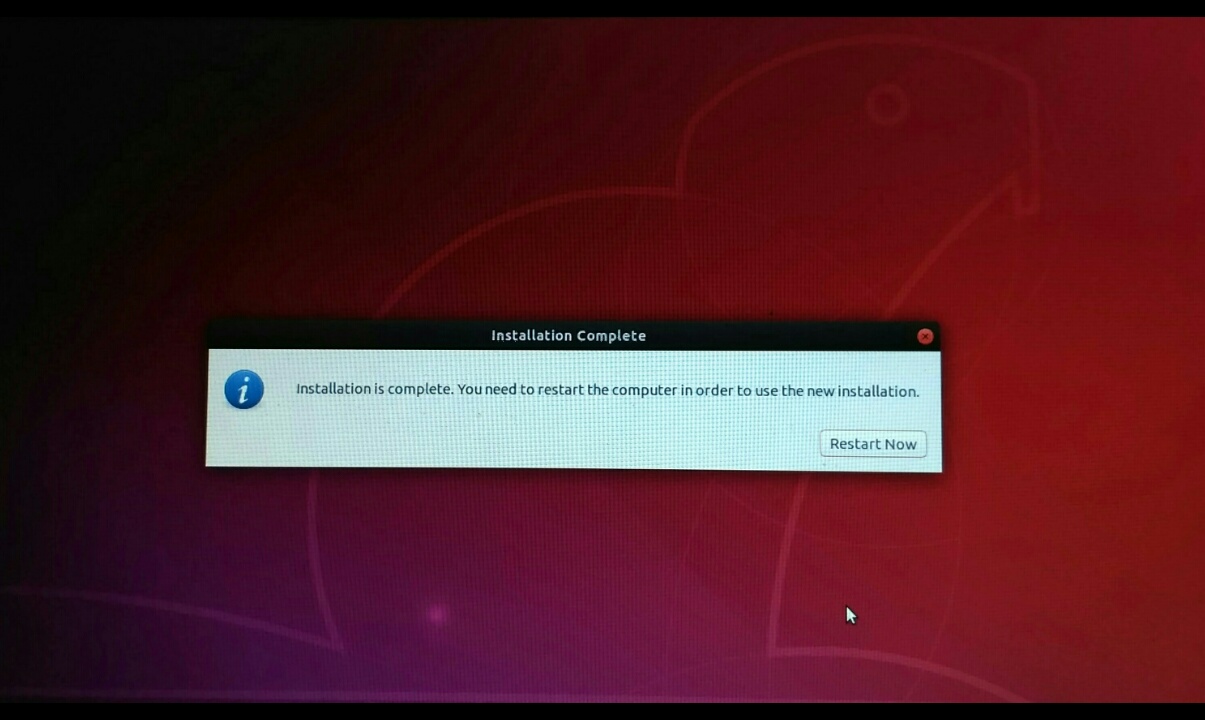 Installation Complete
Installation is complete. You need to restart the computer in order to use the new installation.
Restart Now